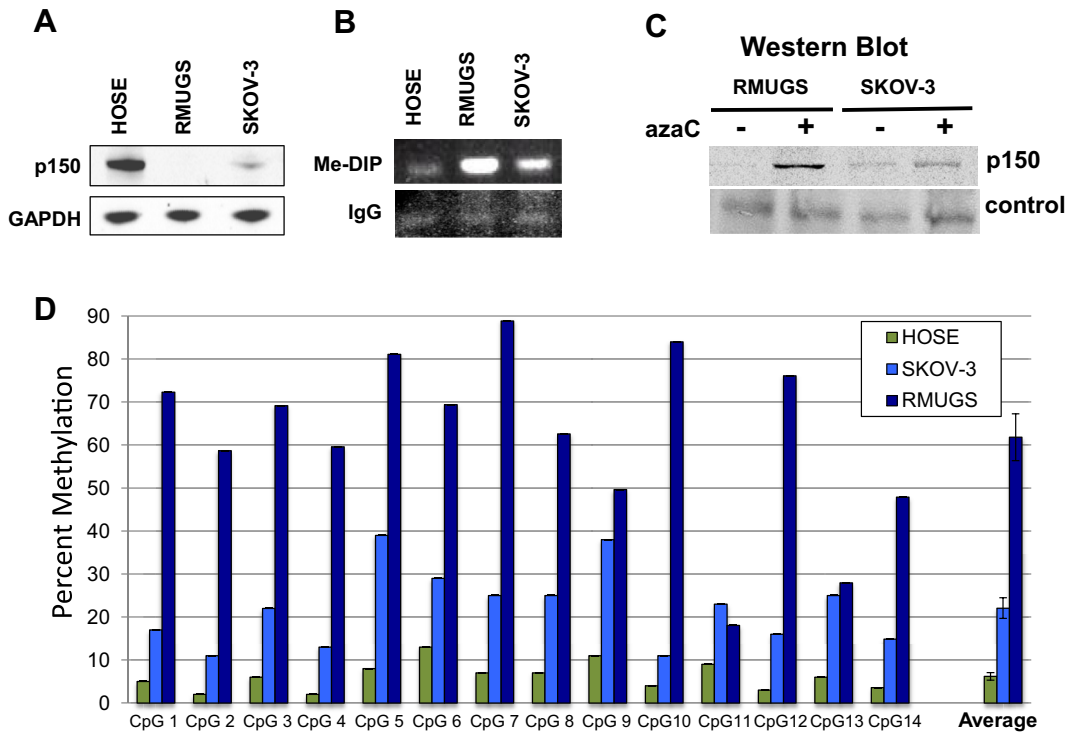 A
HOSE
RMUGS
SKOV-3
p150
GAPDH
B
HOSE
RMUGS
SKOV-3
Me-DIP
IgG
C
Western Blot
RMUGS SKOV-3
azaC - + - +
p150
control
D
Percent Methylation
90
80
70
60
50
40
30
20
10
0
HOSE
SKOV-3
RMUGS
CpG 1 CpG 2 CpG 3 CpG 4 CpG 5 CpG 6 CpG 7 CpG 8 CpG 9 CpG10 CpG11 CpG12 CpG13 CpG14 Average